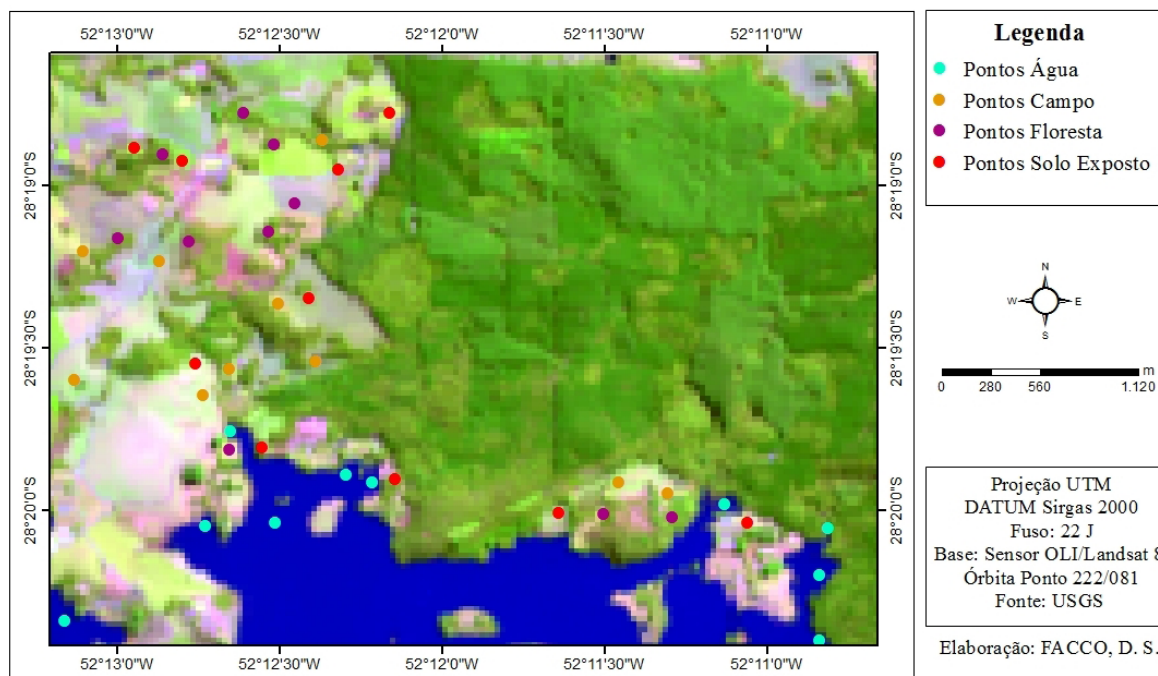 52°13'0"W 52°12'30"W 52°12'0"W 52°11'30"W 52°11'0"W
28°19'0"S 28°19'0"S
28°19'30"S 28°19'30"S
28°20'0"S 28°20'0"S
52°13'0"W 52°12'30"W 52°12'0"W 52°11'30"W 52°11'0"W
Legenda
Pontos Água
Pontos Campo
Pontos Floresta
Pontos Solo Exposto
N
W E
S
m
0 280 560 1.120
Projeção UTM
DATUM Sirgas 2000
Fuso: 22 J
Base: Sensor OLI/Landsat 8
Órbita Ponto 222/081
Fonte: USGS
Elaboração: FACCO, D. S.